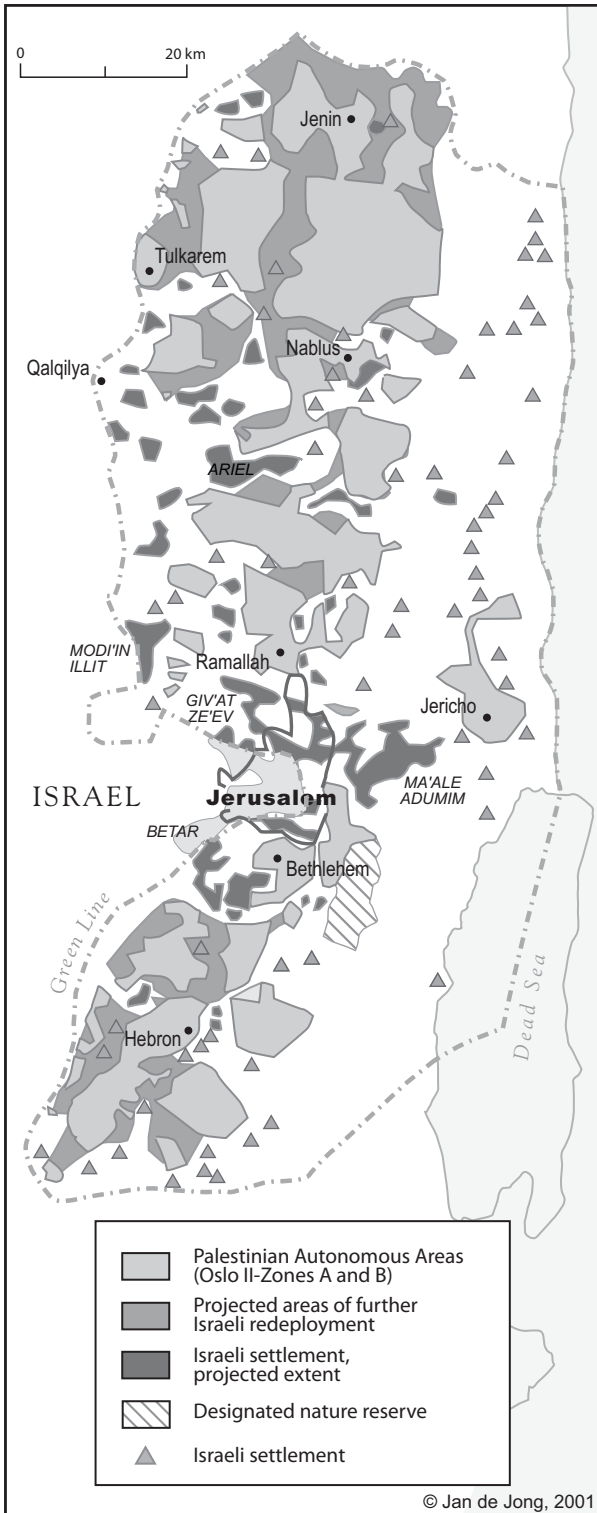 0 20 km
Jenin
Tulkarem
Nablus
Qalqilya
ARIEL
MODI'IN
ILLIT
Ramallah
GIV'AT
ZE'EV
Jericho
ISRAEL
Jerusalem
MA'ALE
ADUMIM
BETAR
Bethlehem
Green Line
Hebron
Dead Sea
Palestinian Autonomous Areas
(Oslo II-Zones A and B)
Projected areas of further
Israeli redeployment
Israeli settlement,
projected extent
Designated nature reserve
Israeli settlement
© Jan de Jong, 2001